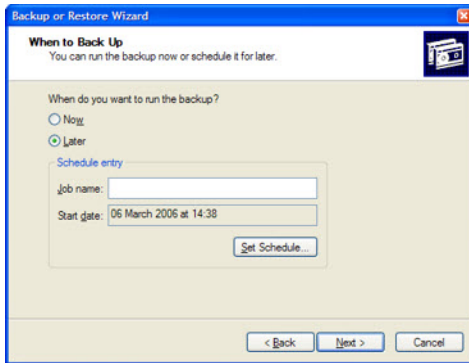 Backup or Restore Wizard
When to Back Up
You can run the backup now or schedule it for later.
When do you want to run the backup?
Now
Later
Schedule entry
Job name:
Start date: 06 March 2006 at 14:38
Set Schedule...
< Back Next > Cancel